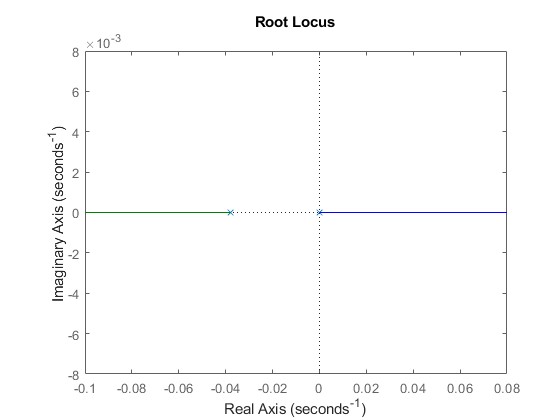 Root Locus
×10-3
8
6
4
2
0
-2
-4
-6
-8
Imaginary Axis (seconds-1)
-0.1 -0.08 -0.06 -0.04 -0.02 0 0.02 0.04 0.06 0.08
Real Axis (seconds-1)